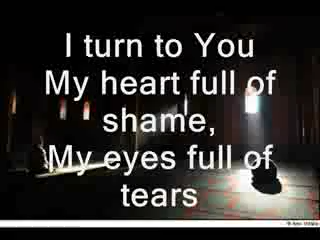 I turn to You
My heart full of
shame,
My eyes full of
tears